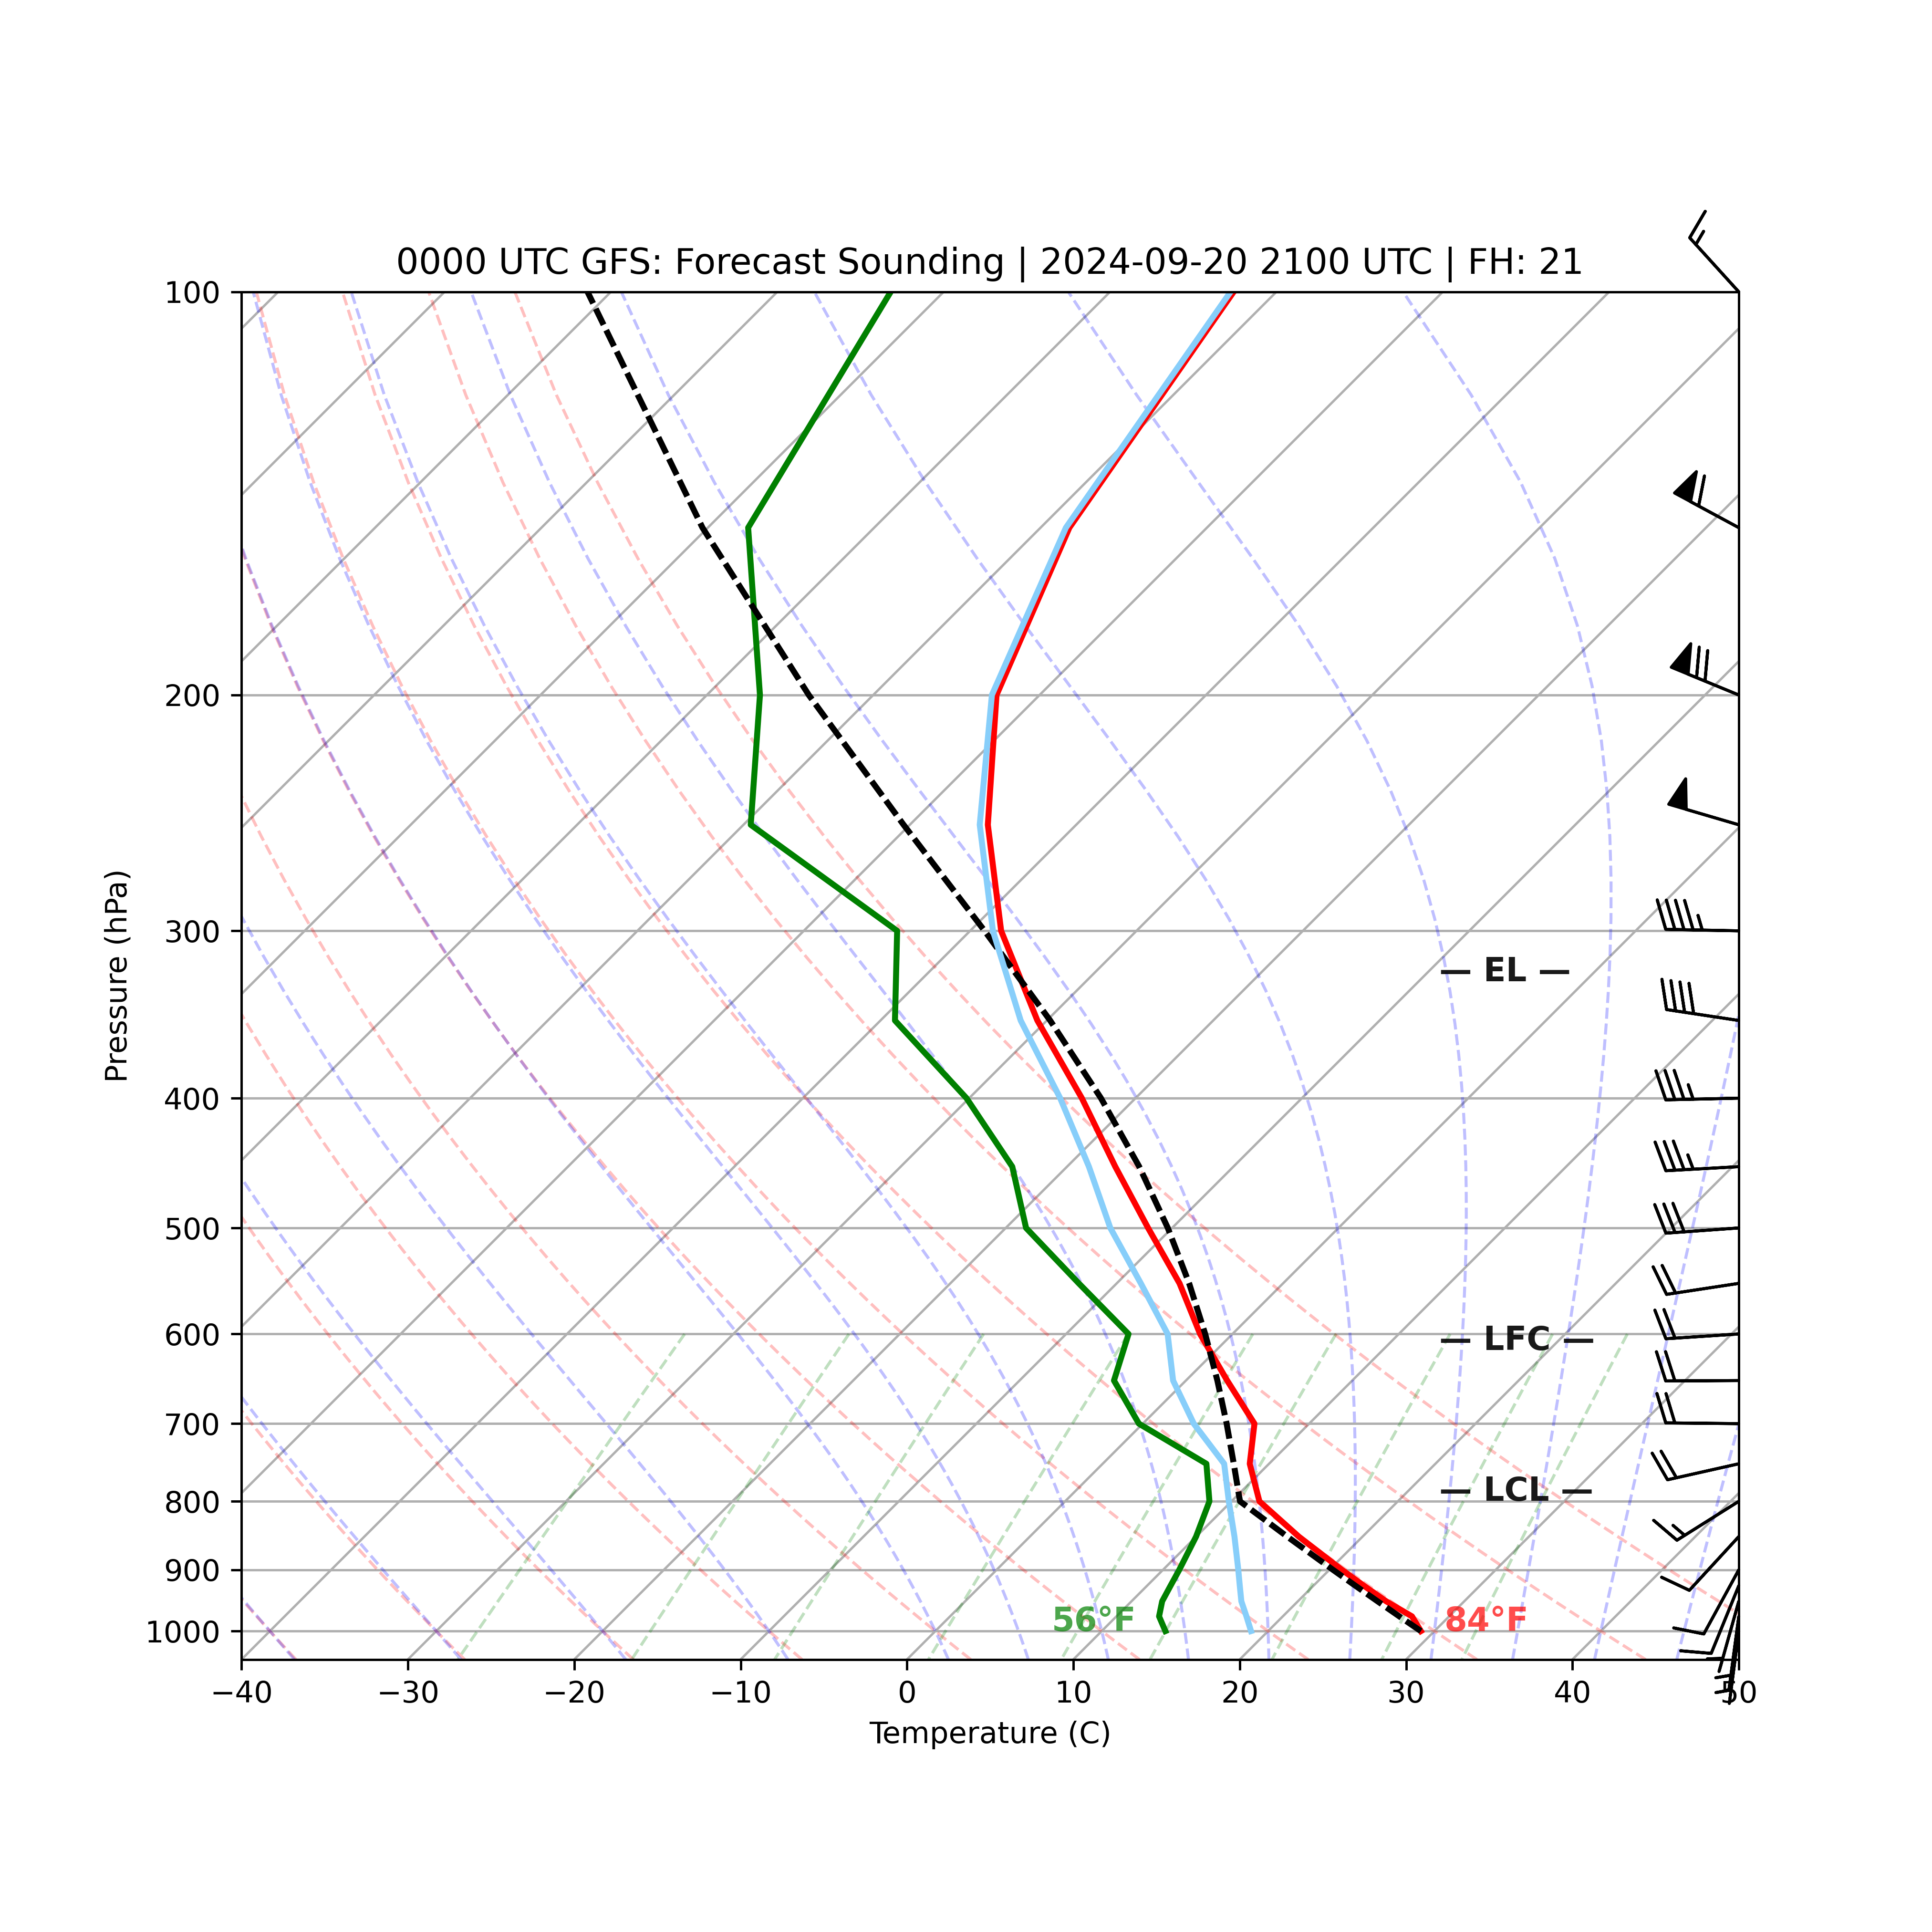 0000 UTC GFS: Forecast Sounding | 2024-09-20 2100 UTC | FH: 21
100
200
300
400
500
600
700
800
900
1000
Pressure (hPa)
— EL —
— LFC —
— LCL —
56°F
84°F
−40 −30 −20 −10 0 10 20 30 40 50
Temperature (C)